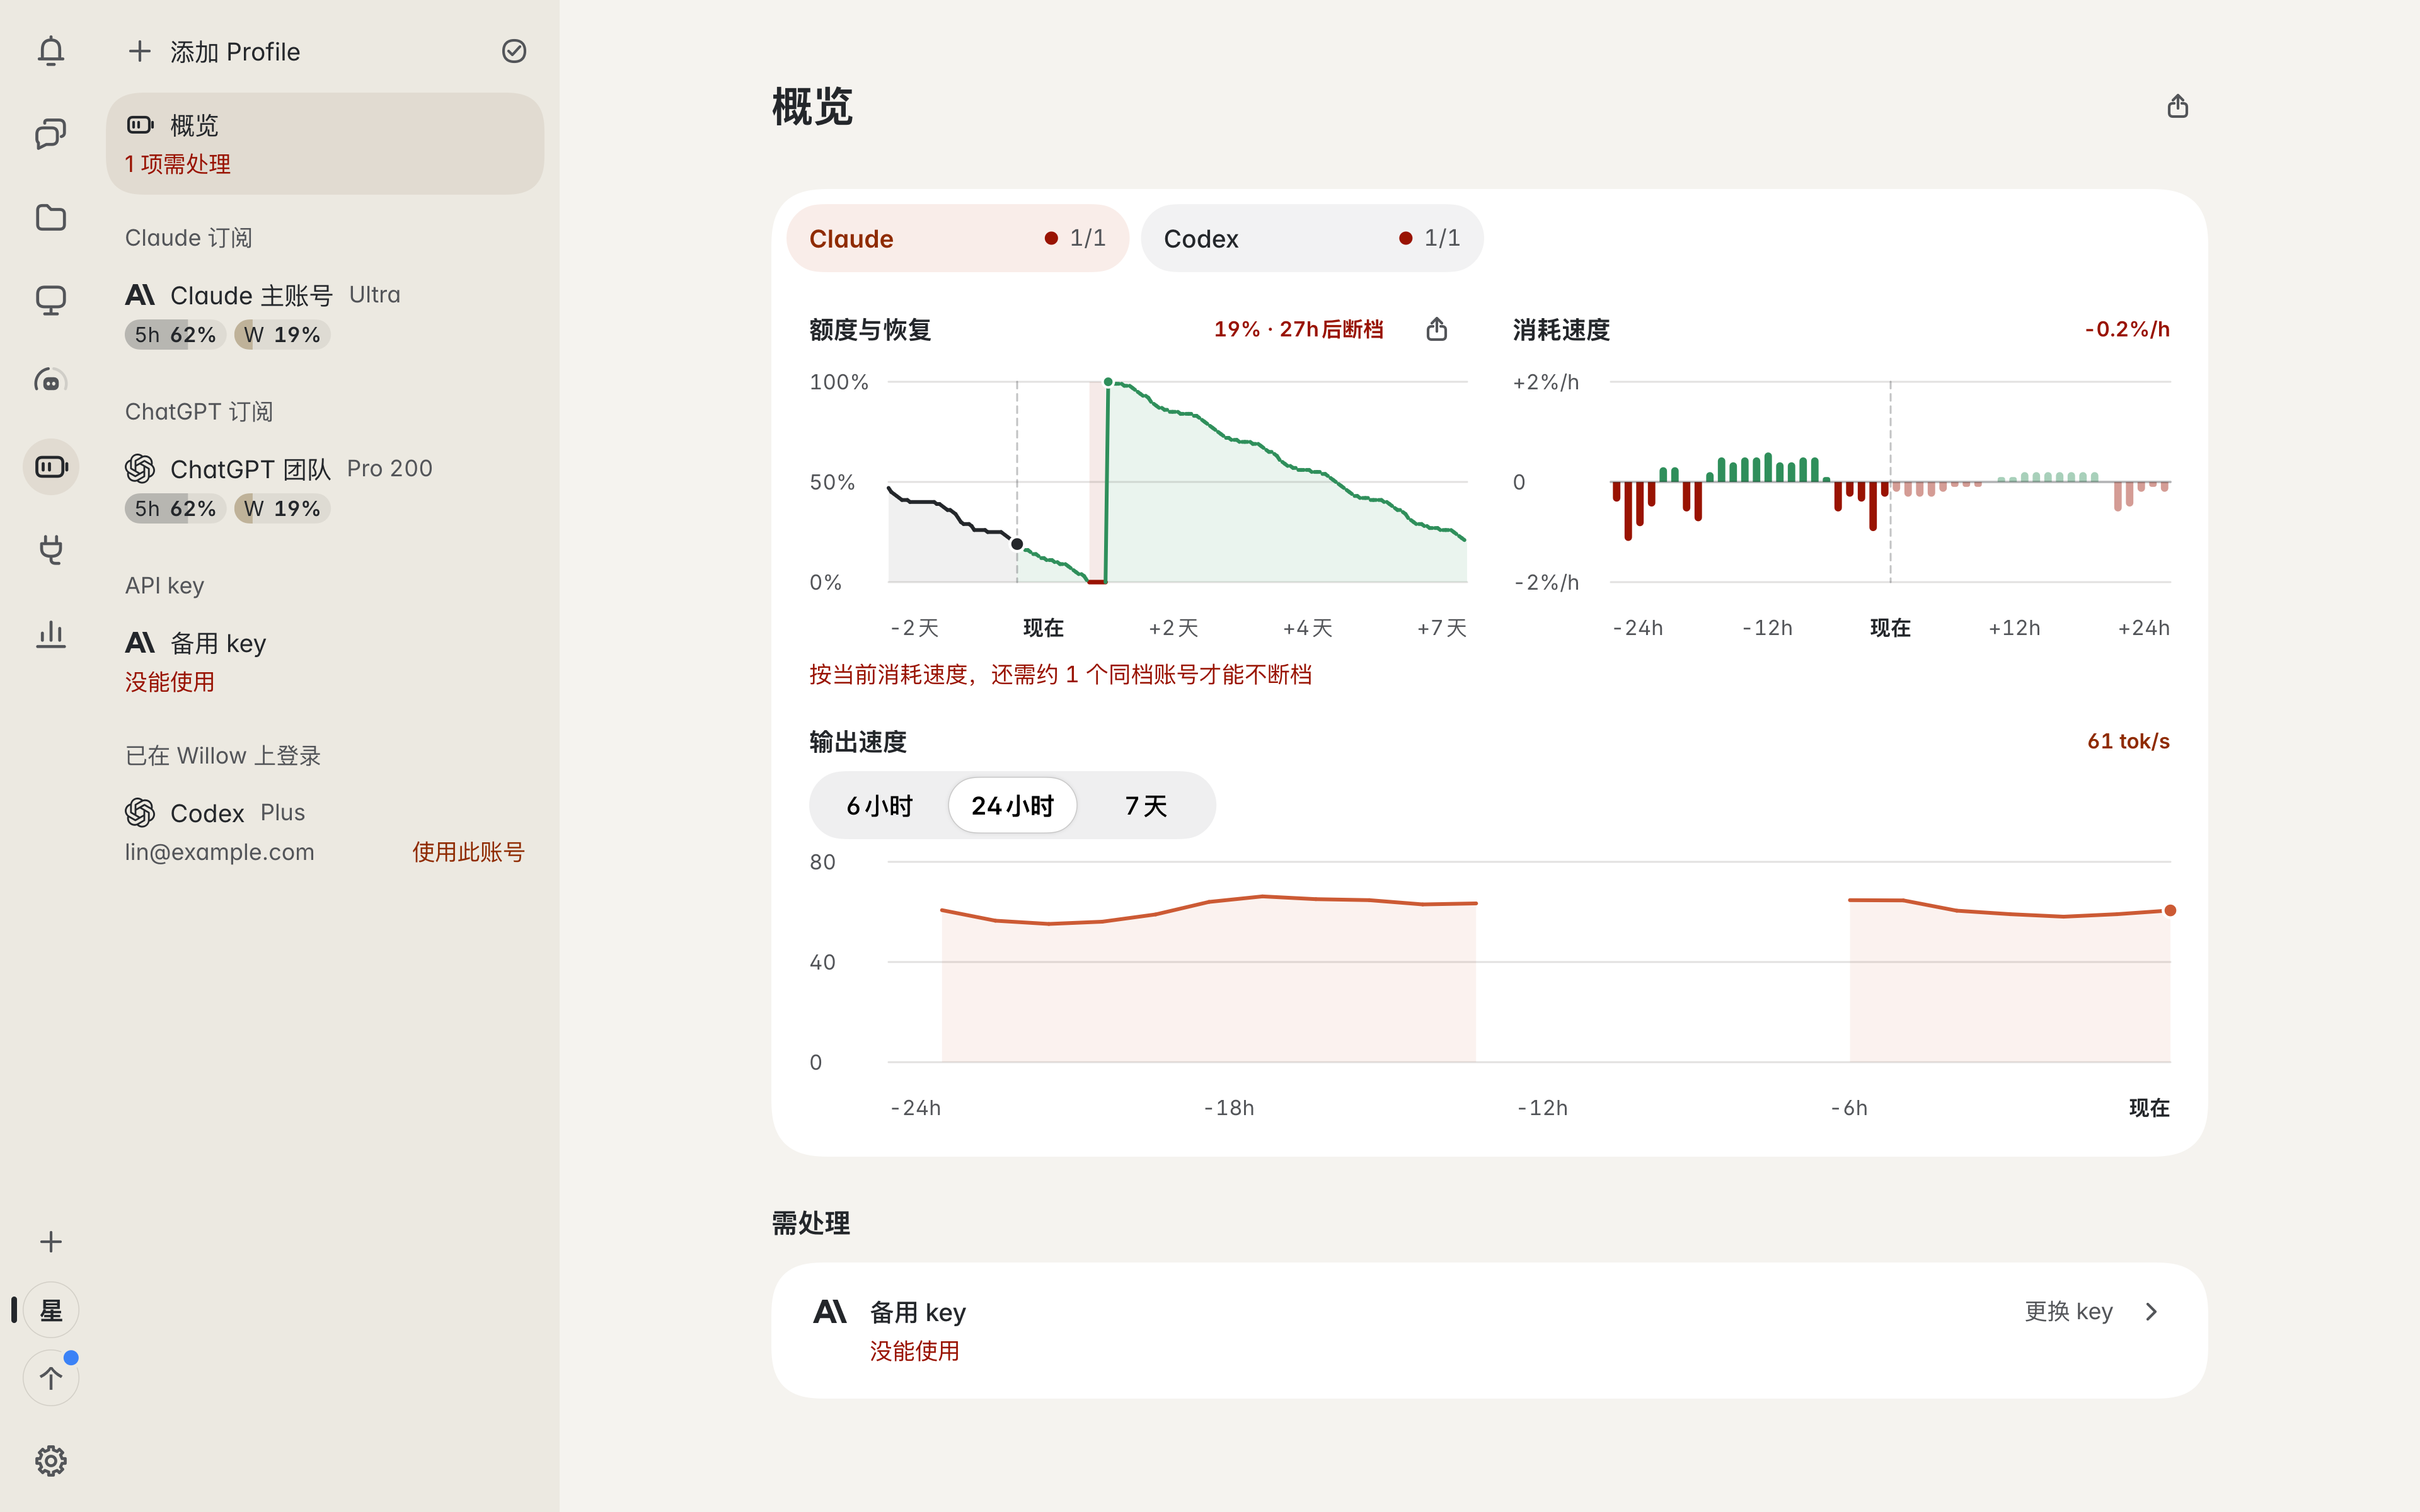 添加 Profile
概览
1 项需处理
Claude 订阅
Claude 主账号 Ultra
5h 62% W 19%
ChatGPT 订阅
ChatGPT 团队 Pro 200
5h 62% W 19%
API key
备用 key
没能使用
已在 Willow 上登录
Codex Plus
lin@example.com 使用此账号
星
个
概览
Claude 1/1 Codex 1/1
额度与恢复 19% · 27h后断档
100%
50%
0%
-2天 现在 +2天 +4天 +7天
按当前消耗速度，还需约 1 个同档账号才能不断档
消耗速度 -0.2%/h
+2%/h
0
-2%/h
-24h -12h 现在 +12h +24h
输出速度 61 tok/s
6小时 24小时 7天
80
40
0
-24h -18h -12h -6h 现在
需处理
备用 key 更换 key
没能使用